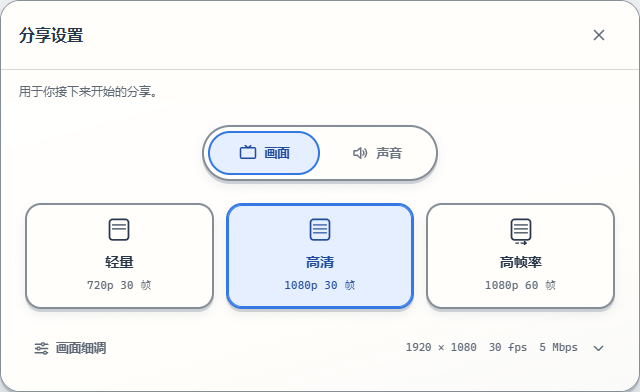 分享设置
用于你接下来开始的分享。
画面 声音
轻量 高清 高帧率
720p 30 帧 1080p 30 帧 1080p 60 帧
画面细调 1920 × 1080 30 fps 5 Mbps